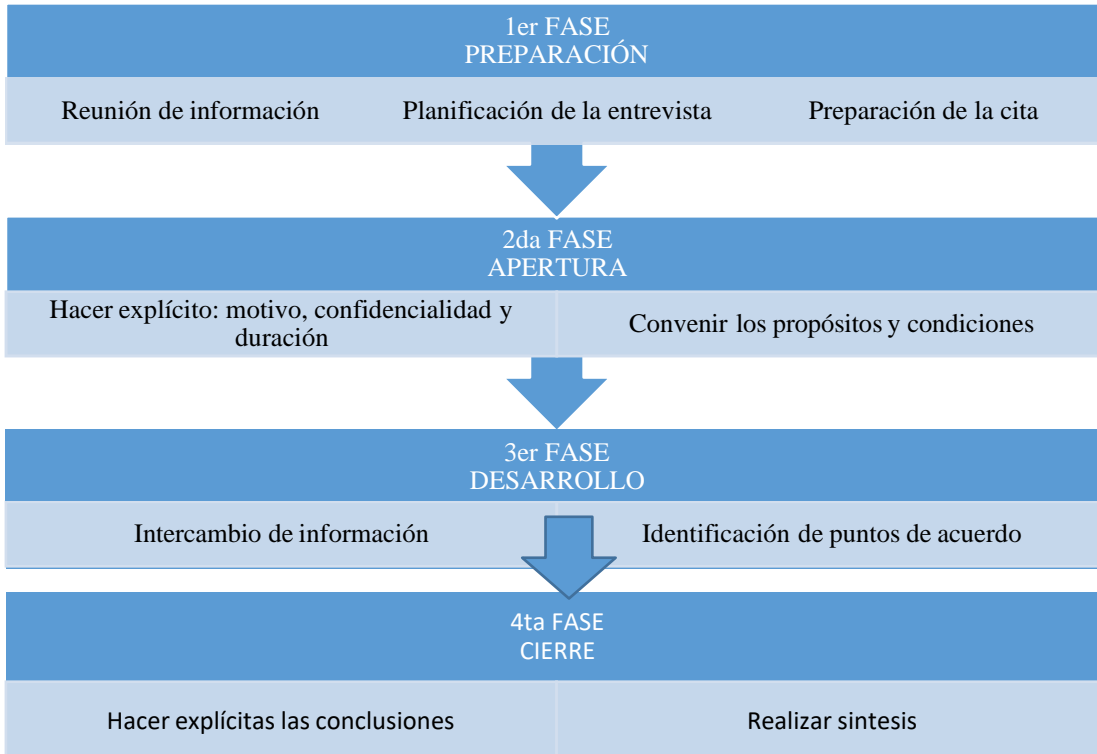 1er FASE
PREPARACIÓN
Reunión de información
Planificación de la entrevista
Preparación de la cita
2da FASE
APERTURA
Hacer explícito: motivo, confidencialidad y
duración
Convenir los propósitos y condiciones
3er FASE
DESARROLLO
Intercambio de información
Identificación de puntos de acuerdo
4ta FASE
CIERRE
Hacer explícitas las conclusiones
Realizar sintesis